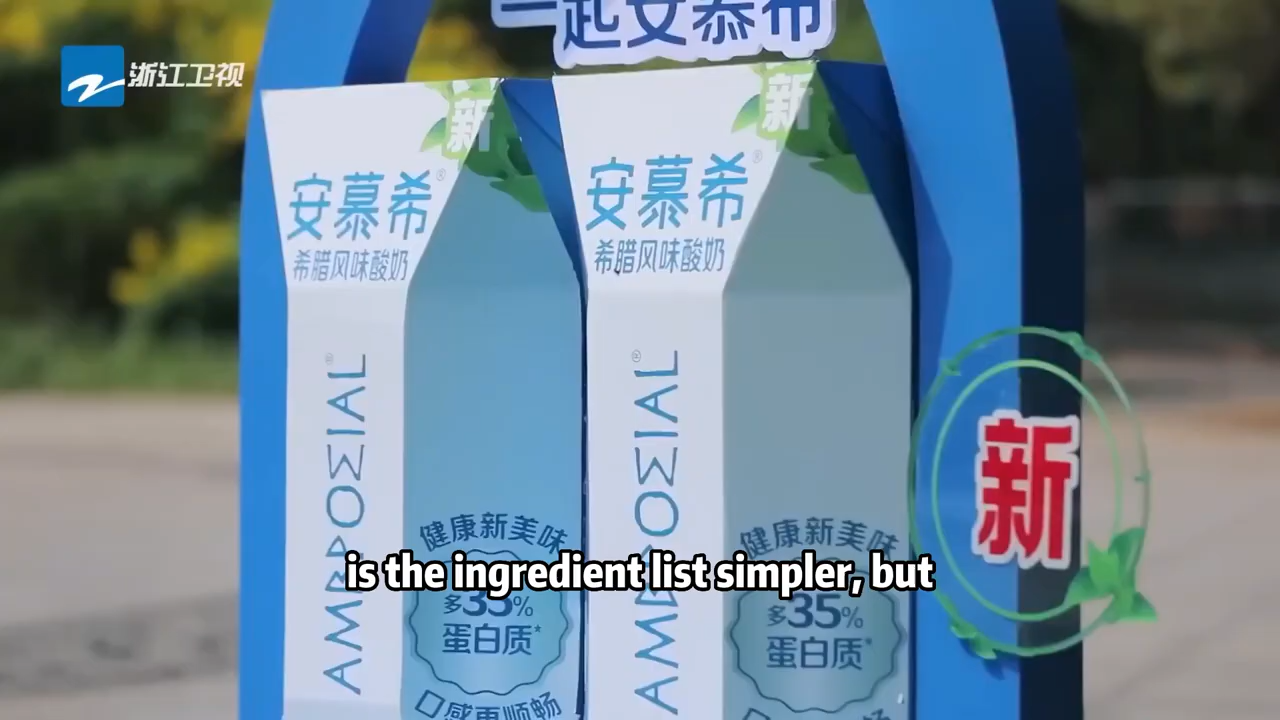 一起安慕希
浙江卫视
新
安慕希®
希腊风味酸奶
AMBROSIAL®
健康新美味
多35%
蛋白质*
口感更顺畅
新
安慕希®
希腊风味酸奶
AMBROSIAL®
健康新美味
多35%
蛋白质*
新
is the ingredient list simpler, but